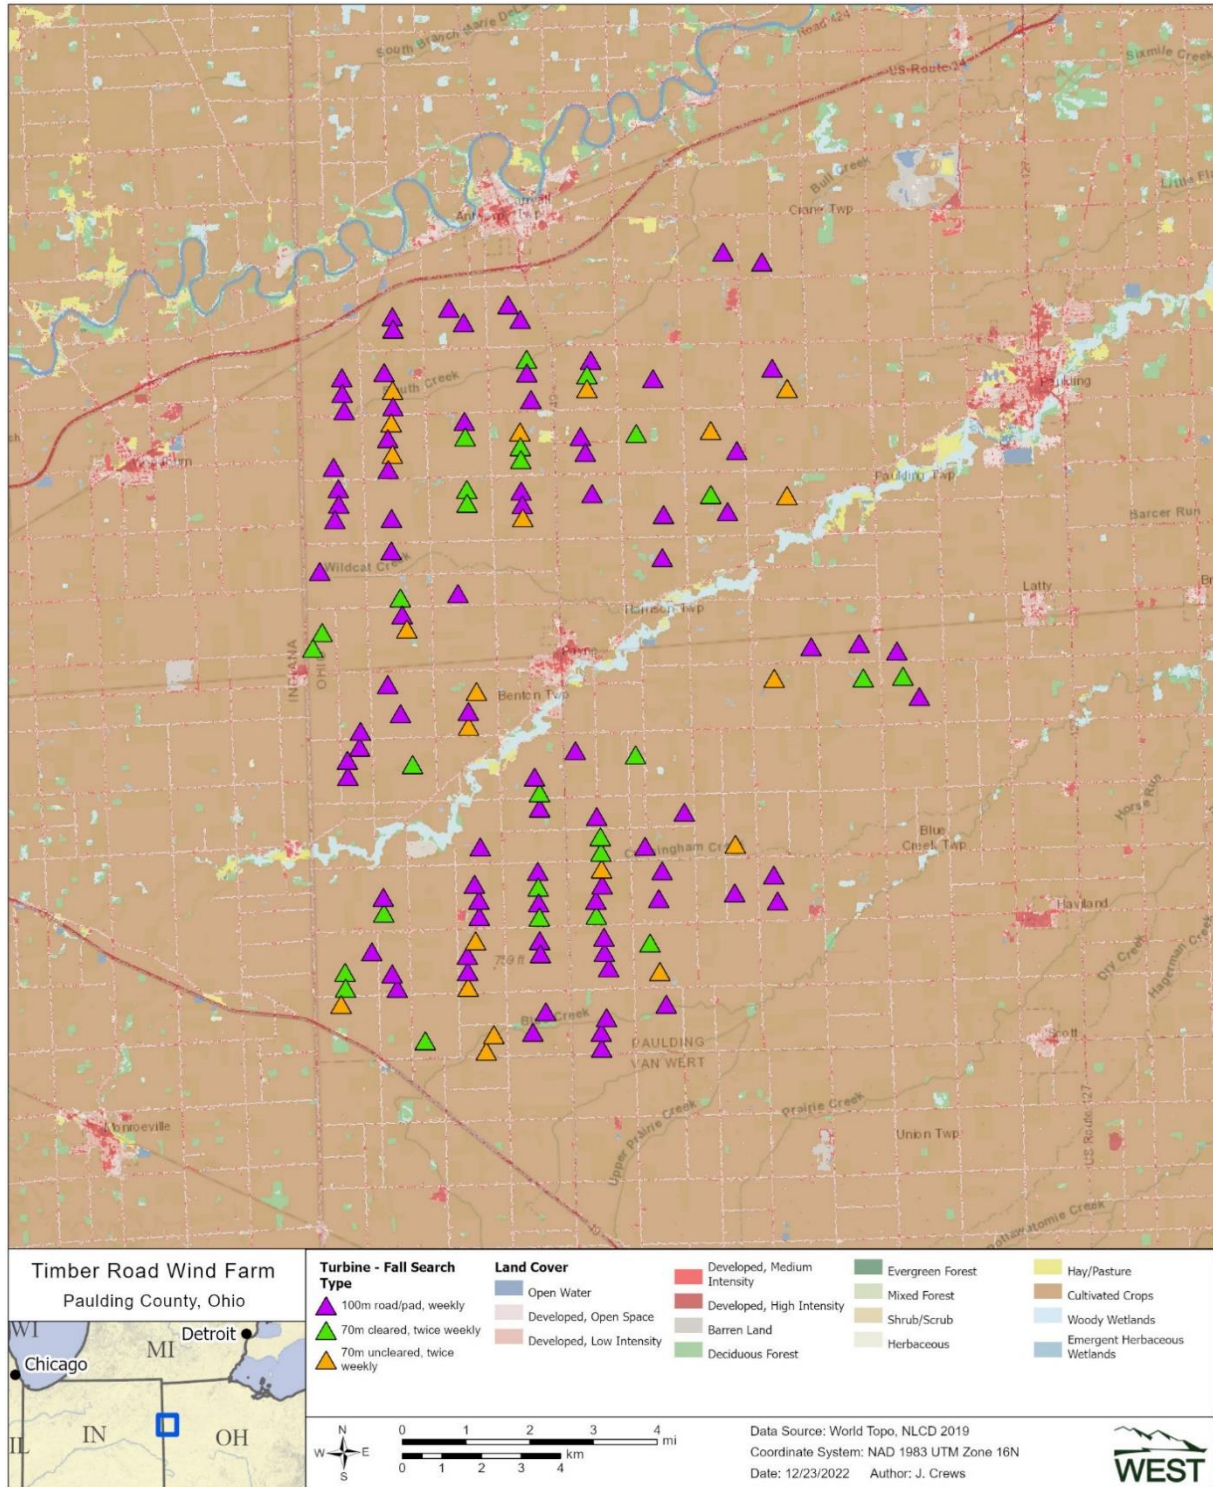 South Branch Marie DeL
Road 424
US Route 24
Sixmile Creek
127
Bull Creek
Little Fl
Crane Twp
South Creek
49
Paulding
Paulding Twp
Barcer Run
Wildcat Creek
Latty
Harrison Twp
Payne
INDIANA
OHIO
Benton Twp
127
Horse Run
Blue
Creek Twp
Haviland
759 ft
Dry Creek
Hagerman Creek
Scott
PAULDING
VAN WERT
Prairie Creek
Upper Prairie Creek
Monroeville
Union Twp
US Route 127
Timber Road Wind Farm
Paulding County, Ohio
WI
MI
Detroit
Chicago
IN
OH
IL
Turbine - Fall Search
Type
100m road/pad, weekly
70m cleared, twice weekly
70m uncleared, twice
weekly
Land Cover
Open Water
Developed, Open Space
Developed, Low Intensity
Developed, Medium
Intensity
Developed, High Intensity
Barren Land
Deciduous Forest
Evergreen Forest
Mixed Forest
Shrub/Scrub
Herbaceous
Hay/Pasture
Cultivated Crops
Woody Wetlands
Emergent Herbaceous
Wetlands
N
W E
S
0 1 2 3 4
mi
km
0 1 2 3 4
Data Source: World Topo, NLCD 2019
Coordinate System: NAD 1983 UTM Zone 16N
Date: 12/23/2022 Author: J. Crews
WEST